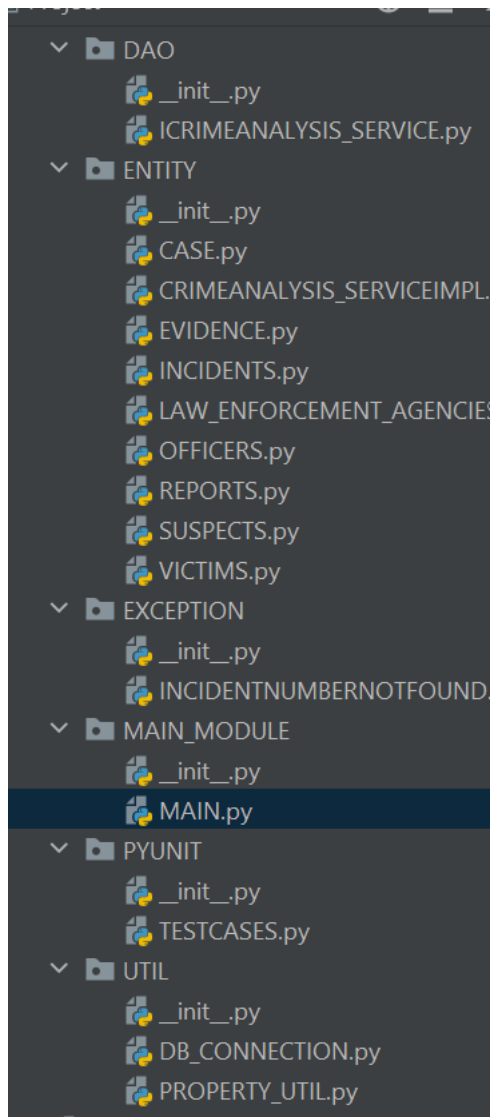 DAO
__init__.py
ICRIMEANALYSIS_SERVICE.py
ENTITY
__init__.py
CASE.py
CRIMEANALYSIS_SERVICEIMPL.
EVIDENCE.py
INCIDENTS.py
LAW_ENFORCEMENT_AGENCIES
OFFICERS.py
REPORTS.py
SUSPECTS.py
VICTIMS.py
EXCEPTION
__init__.py
INCIDENTNUMBERNOTFOUND.
MAIN_MODULE
__init__.py
MAIN.py
PYUNIT
__init__.py
TESTCASES.py
UTIL
__init__.py
DB_CONNECTION.py
PROPERTY_UTIL.py